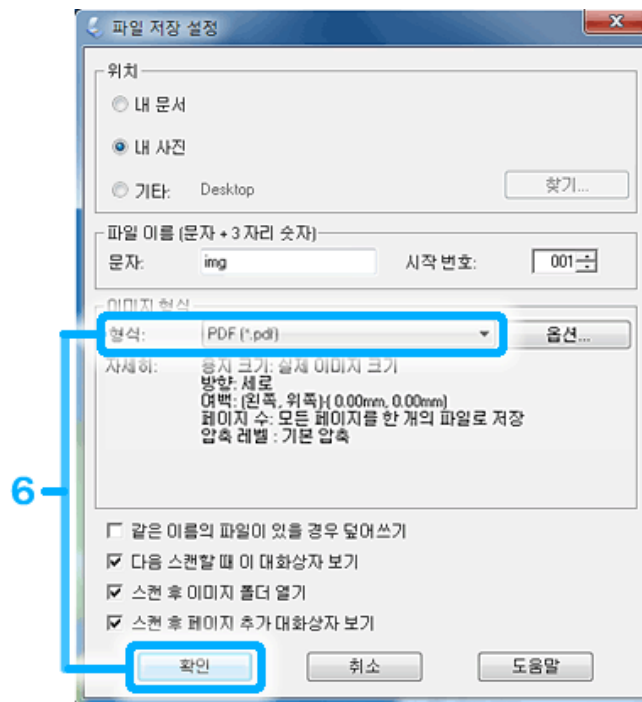 파일 저장 설정
위치
내 문서
내 사진
기타: Desktop 찾기...
파일 이름 (문자 + 3 자리 숫자)
문자: img 시작 번호: 001
이미지 형식
형식: PDF (*.pdf) 옵션...
자세히: 용지 크기: 실제 이미지 크기
방향: 세로
여백: (왼쪽, 위쪽)( 0.00mm, 0.00mm)
페이지 수: 모든 페이지를 한 개의 파일로 저장
압축 레벨 : 기본 압축
6
같은 이름의 파일이 있을 경우 덮어쓰기
다음 스캔할 때 이 대화상자 보기
스캔 후 이미지 폴더 열기
스캔 후 페이지 추가 대화상자 보기
확인 취소 도움말